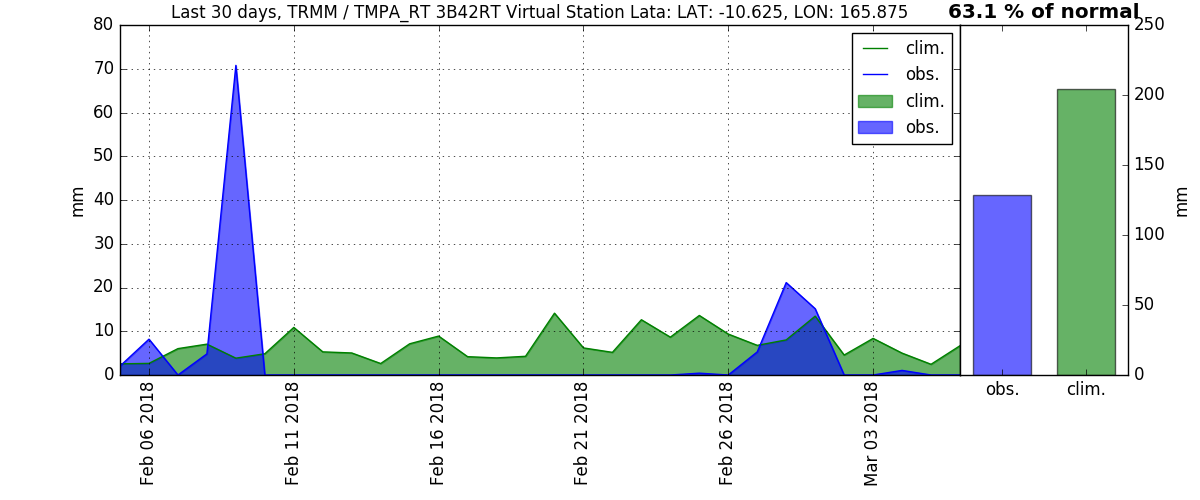 Last 30 days, TRMM / TMPA_RT 3B42RT Virtual Station Lata: LAT: -10.625, LON: 165.875
63.1 % of normal
80
70
60
50
40
30
20
10
0
mm
clim.
obs.
clim.
obs.
250
200
150
100
50
0
mm
obs.
clim.
Feb 06 2018
Feb 11 2018
Feb 16 2018
Feb 21 2018
Feb 26 2018
Mar 03 2018